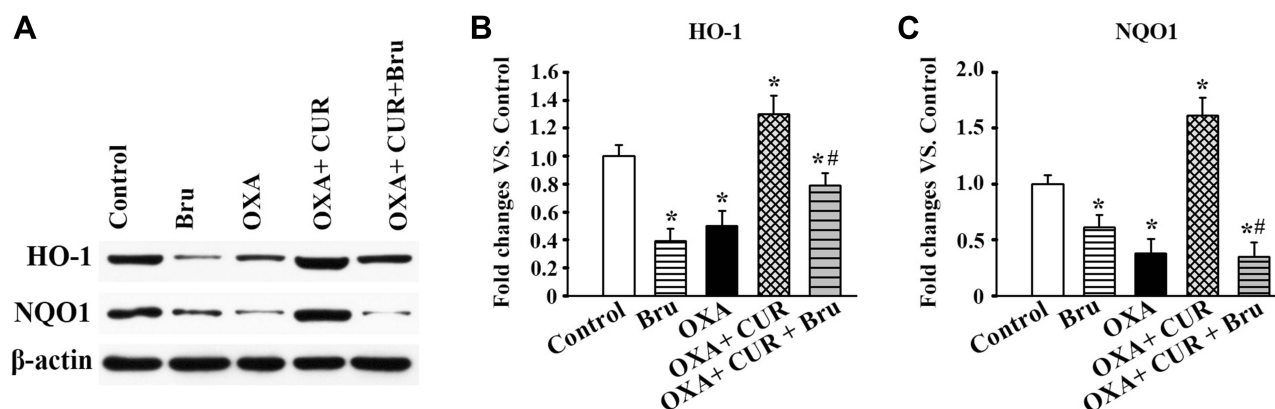 A
Control
Bru
OXA
OXA+ CUR
OXA+ CUR+Bru
HO-1
NQO1
β-actin
B
HO-1
Fold changes VS. Control
1.6
1.4
1.2
1.0
0.8
0.6
0.4
0.2
0
*
*
*
*#
Control
Bru
OXA
OXA+ CUR
OXA+ CUR + Bru
C
NQO1
Fold changes VS. Control
2.0
1.5
1.0
0.5
0
*
*
*
*#
Control
Bru
OXA
OXA+ CUR
OXA+ CUR + Bru